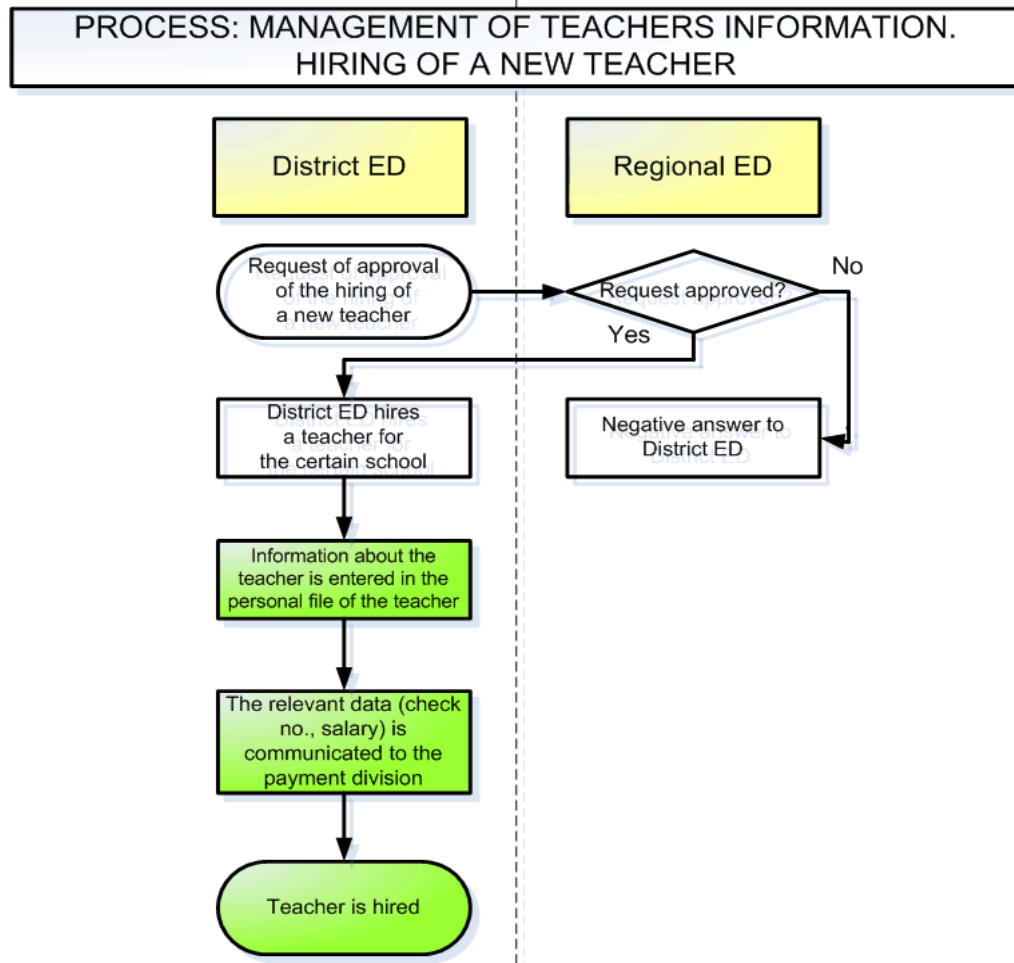 PROCESS: MANAGEMENT OF TEACHERS INFORMATION.
HIRING OF A NEW TEACHER
District ED
Regional ED
Request of approval
of the hiring of
a new teacher
Request approved?
No
Yes
District ED hires
a teacher for
the certain school
Negative answer to
District ED
Information about the
teacher is entered in the
personal file of the teacher
The relevant data (check
no., salary) is
communicated to the
payment division
Teacher is hired